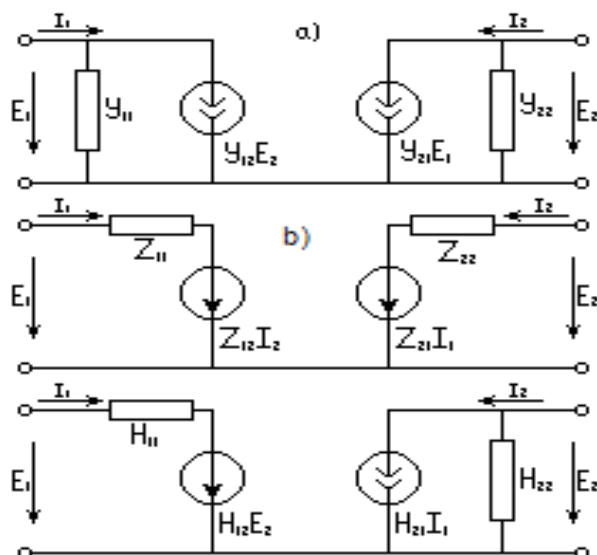 I₁ a) I₂
E₁ Y₁₁ Y₁₂E₂ Y₂₁E₁ Y₂₂ E₂
I₁ b) I₂
E₁ Z₁₁ Z₁₂I₂ Z₂₁I₁ Z₂₂ E₂
I₁ I₂
E₁ H₁₁ H₁₂E₂ H₂₁I₁ H₂₂ E₂